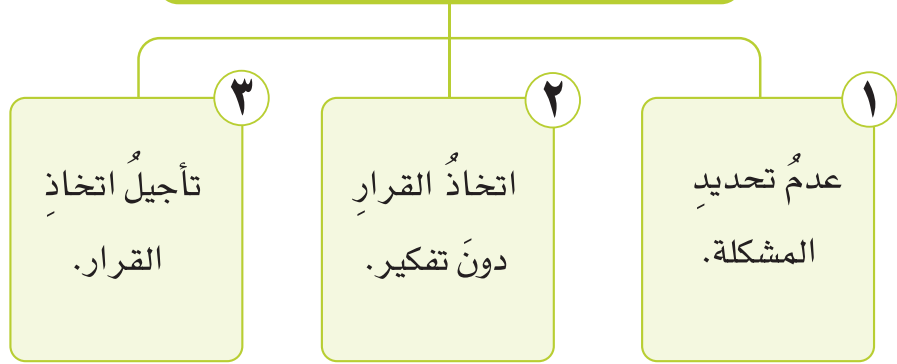 ١
عدمُ تحديدِ
المشكلة.
٢
اتخاذُ القرارِ
دونَ تفكير.
٣
تأجيلُ اتخاذِ
القرار.